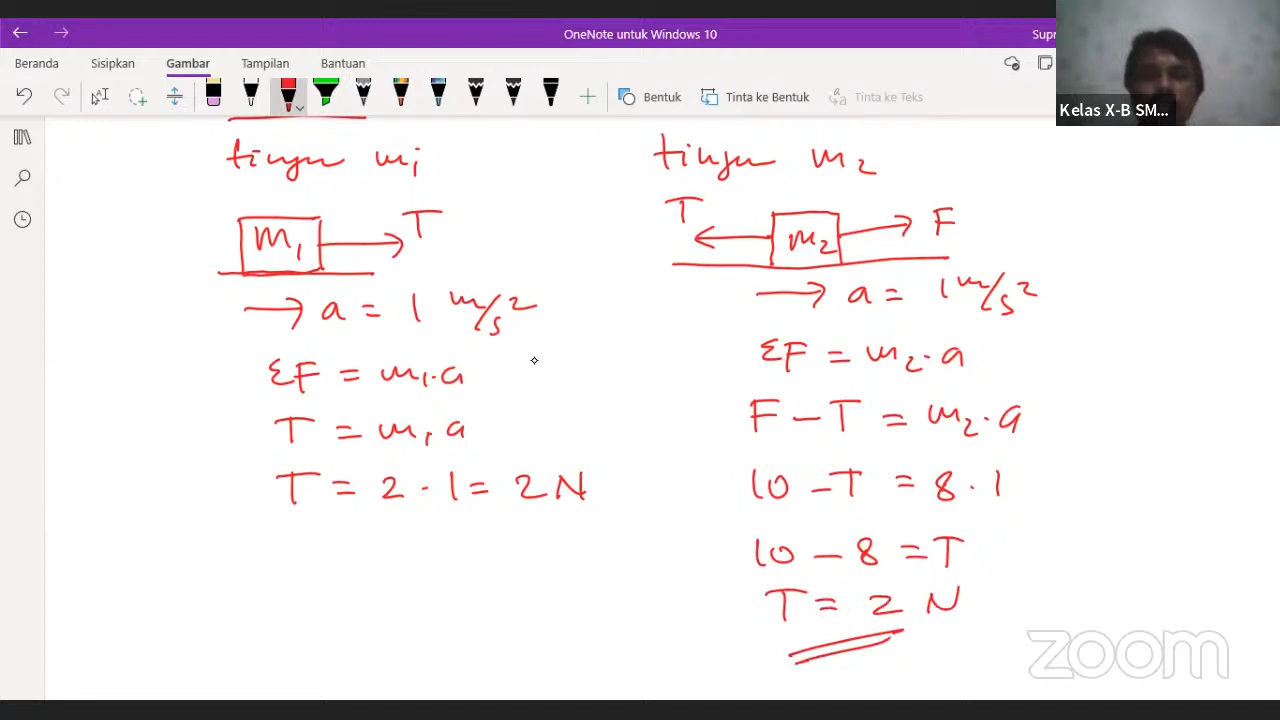 OneNote untuk Windows 10
Beranda Sisipkan Gambar Tampilan Bantuan
Bentuk Tinta ke Bentuk Tinta ke Teks
Kelas X-B SM...
tinjau m₁
m₁ T
→ a = 1 m/s²
ΣF = m₁.a
T = m₁ a
T = 2 . 1 = 2 N
tinjau m₂
T m₂ F
→ a = 1 m/s²
ΣF = m₂.a
F - T = m₂.a
10 - T = 8 . 1
10 - 8 = T
T = 2 N
zoom